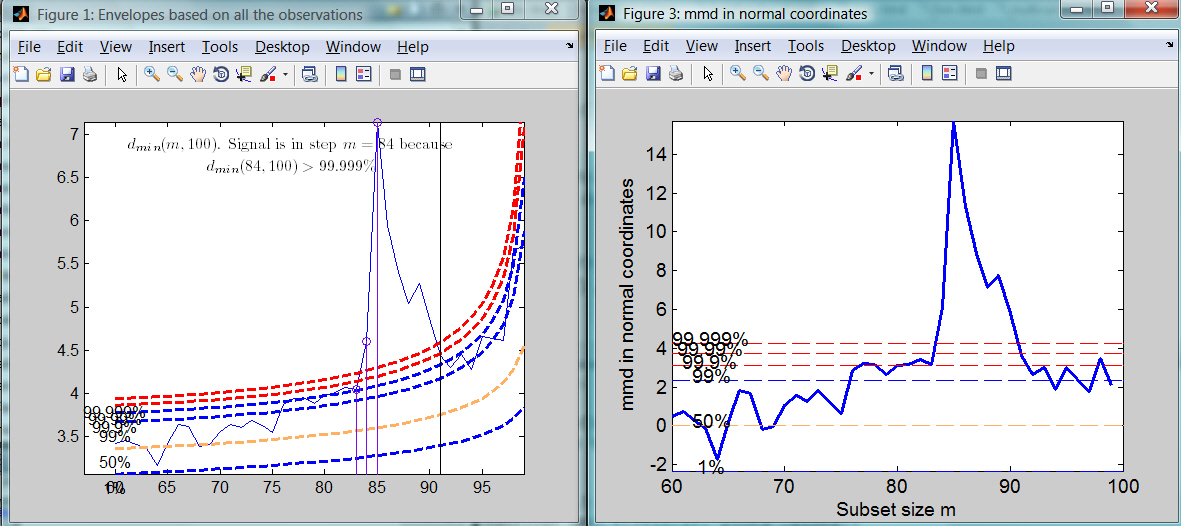 Figure 1: Envelopes based on all the observations
File Edit View Insert Tools Desktop Window Help
d_min(m, 100). Signal is in step m = 84 because
d_min(84, 100) > 99.999%
7
6.5
6
5.5
5
4.5
4
3.5
99.999%
99.99%
99.9%
99%
50%
1%
60 65 70 75 80 85 90 95
Figure 3: mmd in normal coordinates
File Edit View Insert Tools Desktop Window Help
mmd in normal coordinates
14
12
10
8
6
4
2
0
-2
99.999%
99.99%
99.9%
99%
50%
1%
60 70 80 90 100
Subset size m